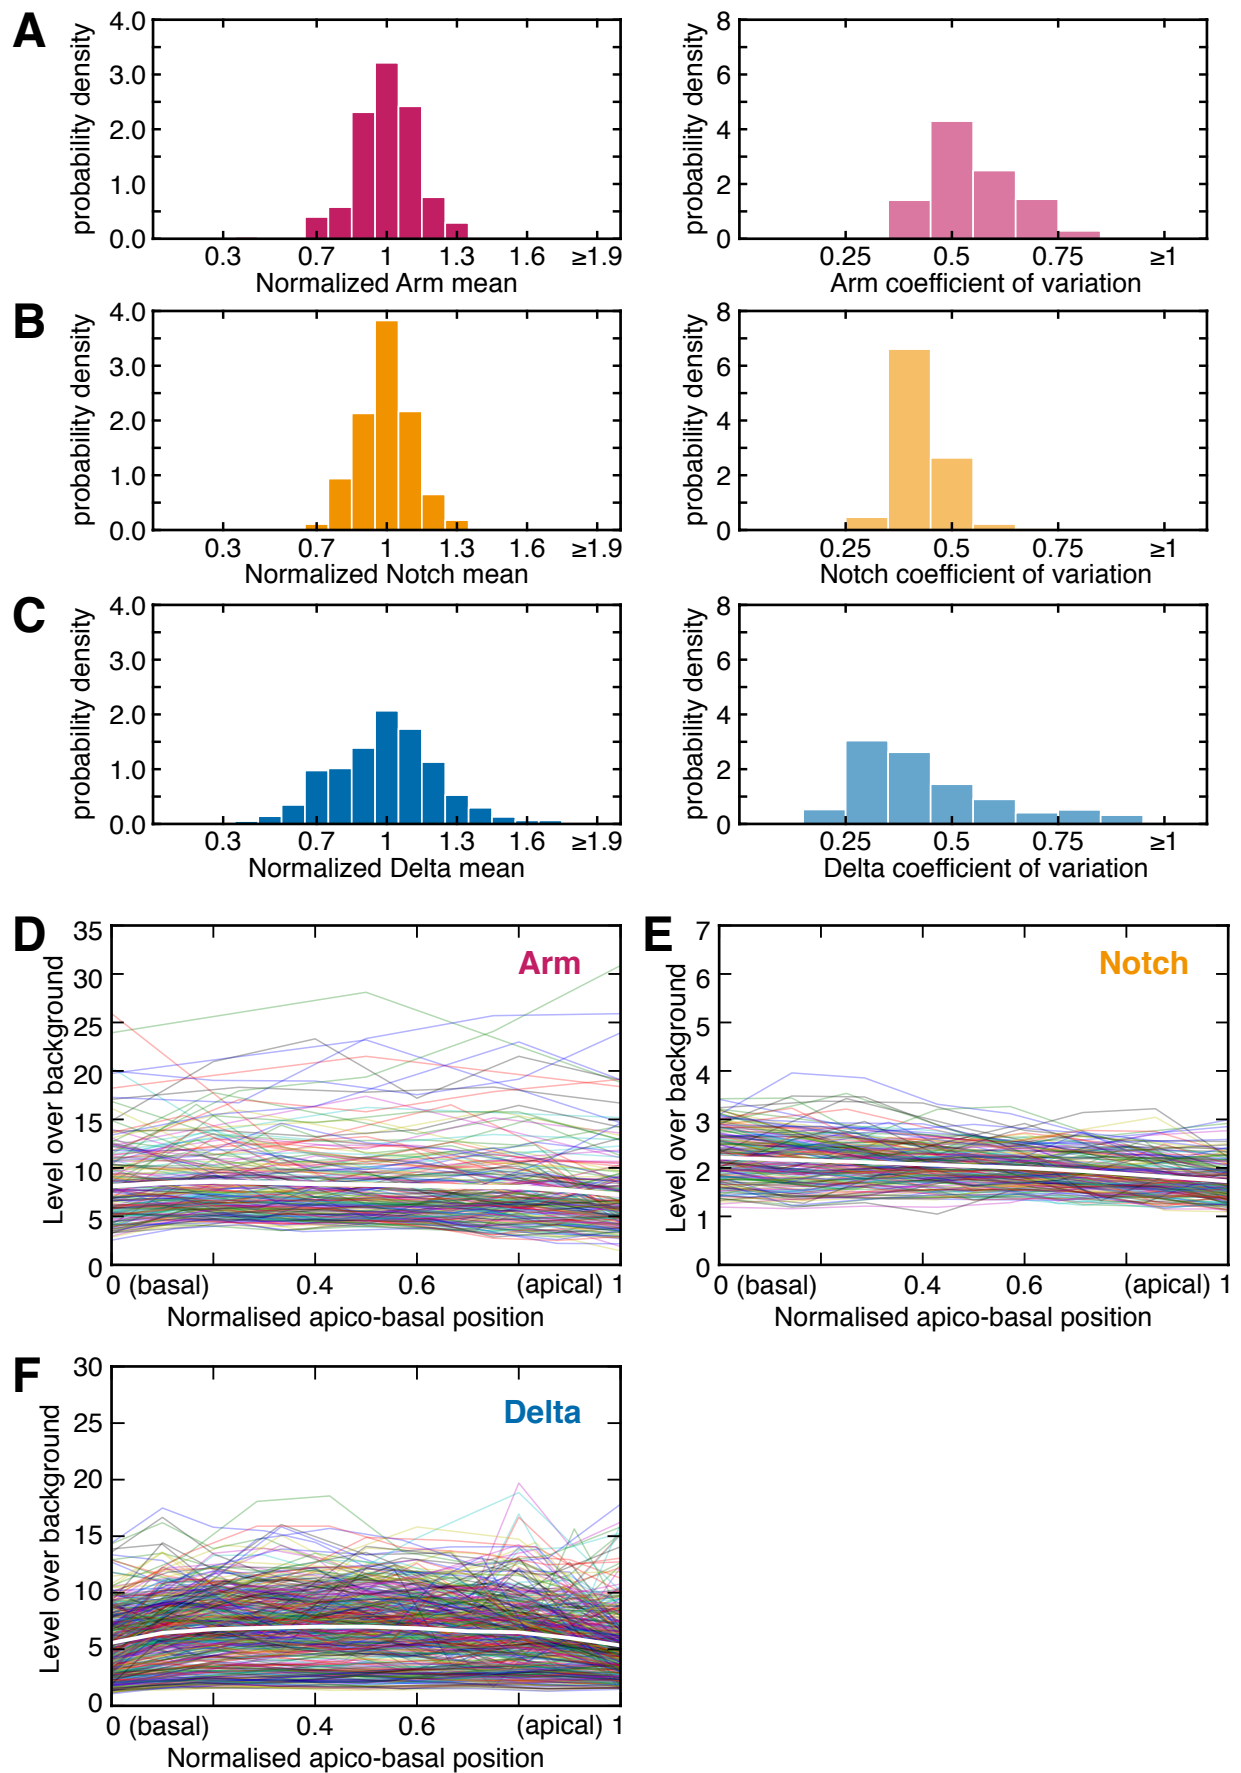 A
probability density
4.0
3.0
2.0
1.0
0.0
0.3 0.7 1 1.3 1.6 ≥1.9
Normalized Arm mean
probability density
8
6
4
2
0
0.25 0.5 0.75 ≥1
Arm coefficient of variation
B
probability density
4.0
3.0
2.0
1.0
0.0
0.3 0.7 1 1.3 1.6 ≥1.9
Normalized Notch mean
probability density
8
6
4
2
0
0.25 0.5 0.75 ≥1
Notch coefficient of variation
C
probability density
4.0
3.0
2.0
1.0
0.0
0.3 0.7 1 1.3 1.6 ≥1.9
Normalized Delta mean
probability density
8
6
4
2
0
0.25 0.5 0.75 ≥1
Delta coefficient of variation
D
Level over background
35
30
25
20
15
10
5
0
Arm
0 (basal) 0.4 0.6 (apical) 1
Normalised apico-basal position
E
Level over background
7
6
5
4
3
2
1
0
Notch
0 (basal) 0.4 0.6 (apical) 1
Normalised apico-basal position
F
Level over background
30
25
20
15
10
5
0
Delta
0 (basal) 0.4 0.6 (apical) 1
Normalised apico-basal position